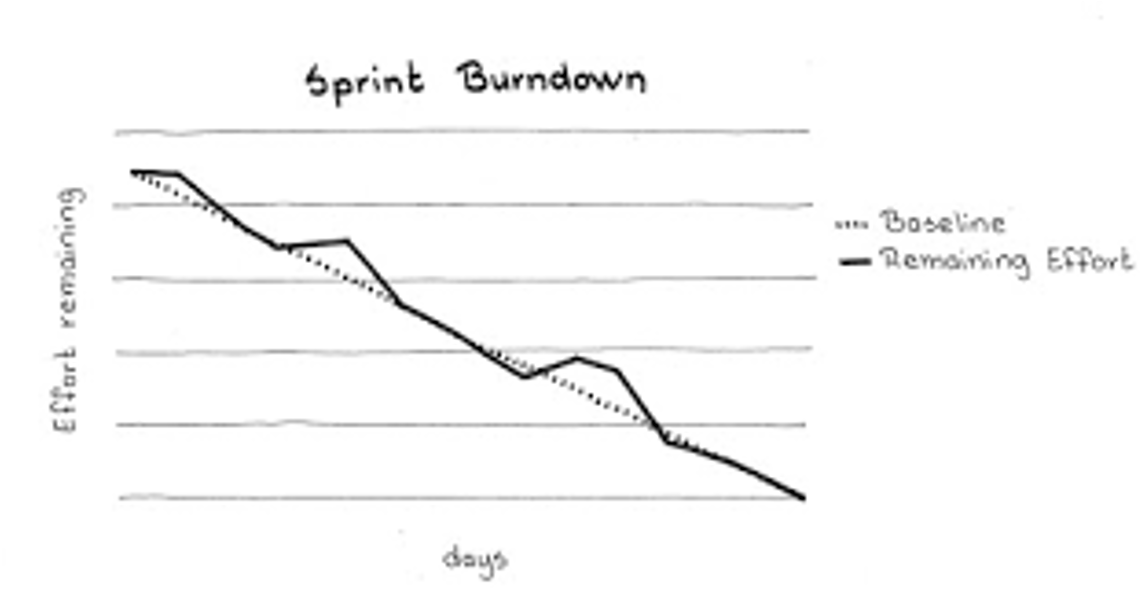 Sprint Burndown
Effort remaining
Baseline
Remaining Effort
days